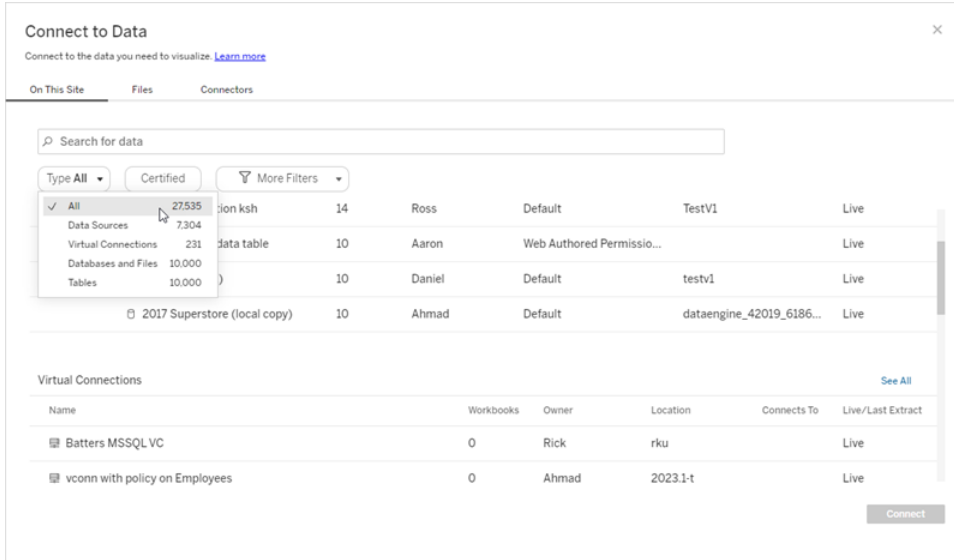 Connect to Data
Connect to the data you need to visualize. Learn more
On This Site Files Connectors
Search for data
Type All Certified More Filters
All 27,535
Data Sources 7,304
Virtual Connections 231
Databases and Files 10,000
Tables 10,000
ion ksh 14 Ross Default TestV1 Live
data table 10 Aaron Web Authored Permissio... Live
) 10 Daniel Default testv1 Live
2017 Superstore (local copy) 10 Ahmad Default dataengine_42019_6186... Live
Virtual Connections See All
Name Workbooks Owner Location Connects To Live/Last Extract
Batters MSSQL VC 0 Rick rku Live
vconn with policy on Employees 0 Ahmad 2023.1-t Live
Connect